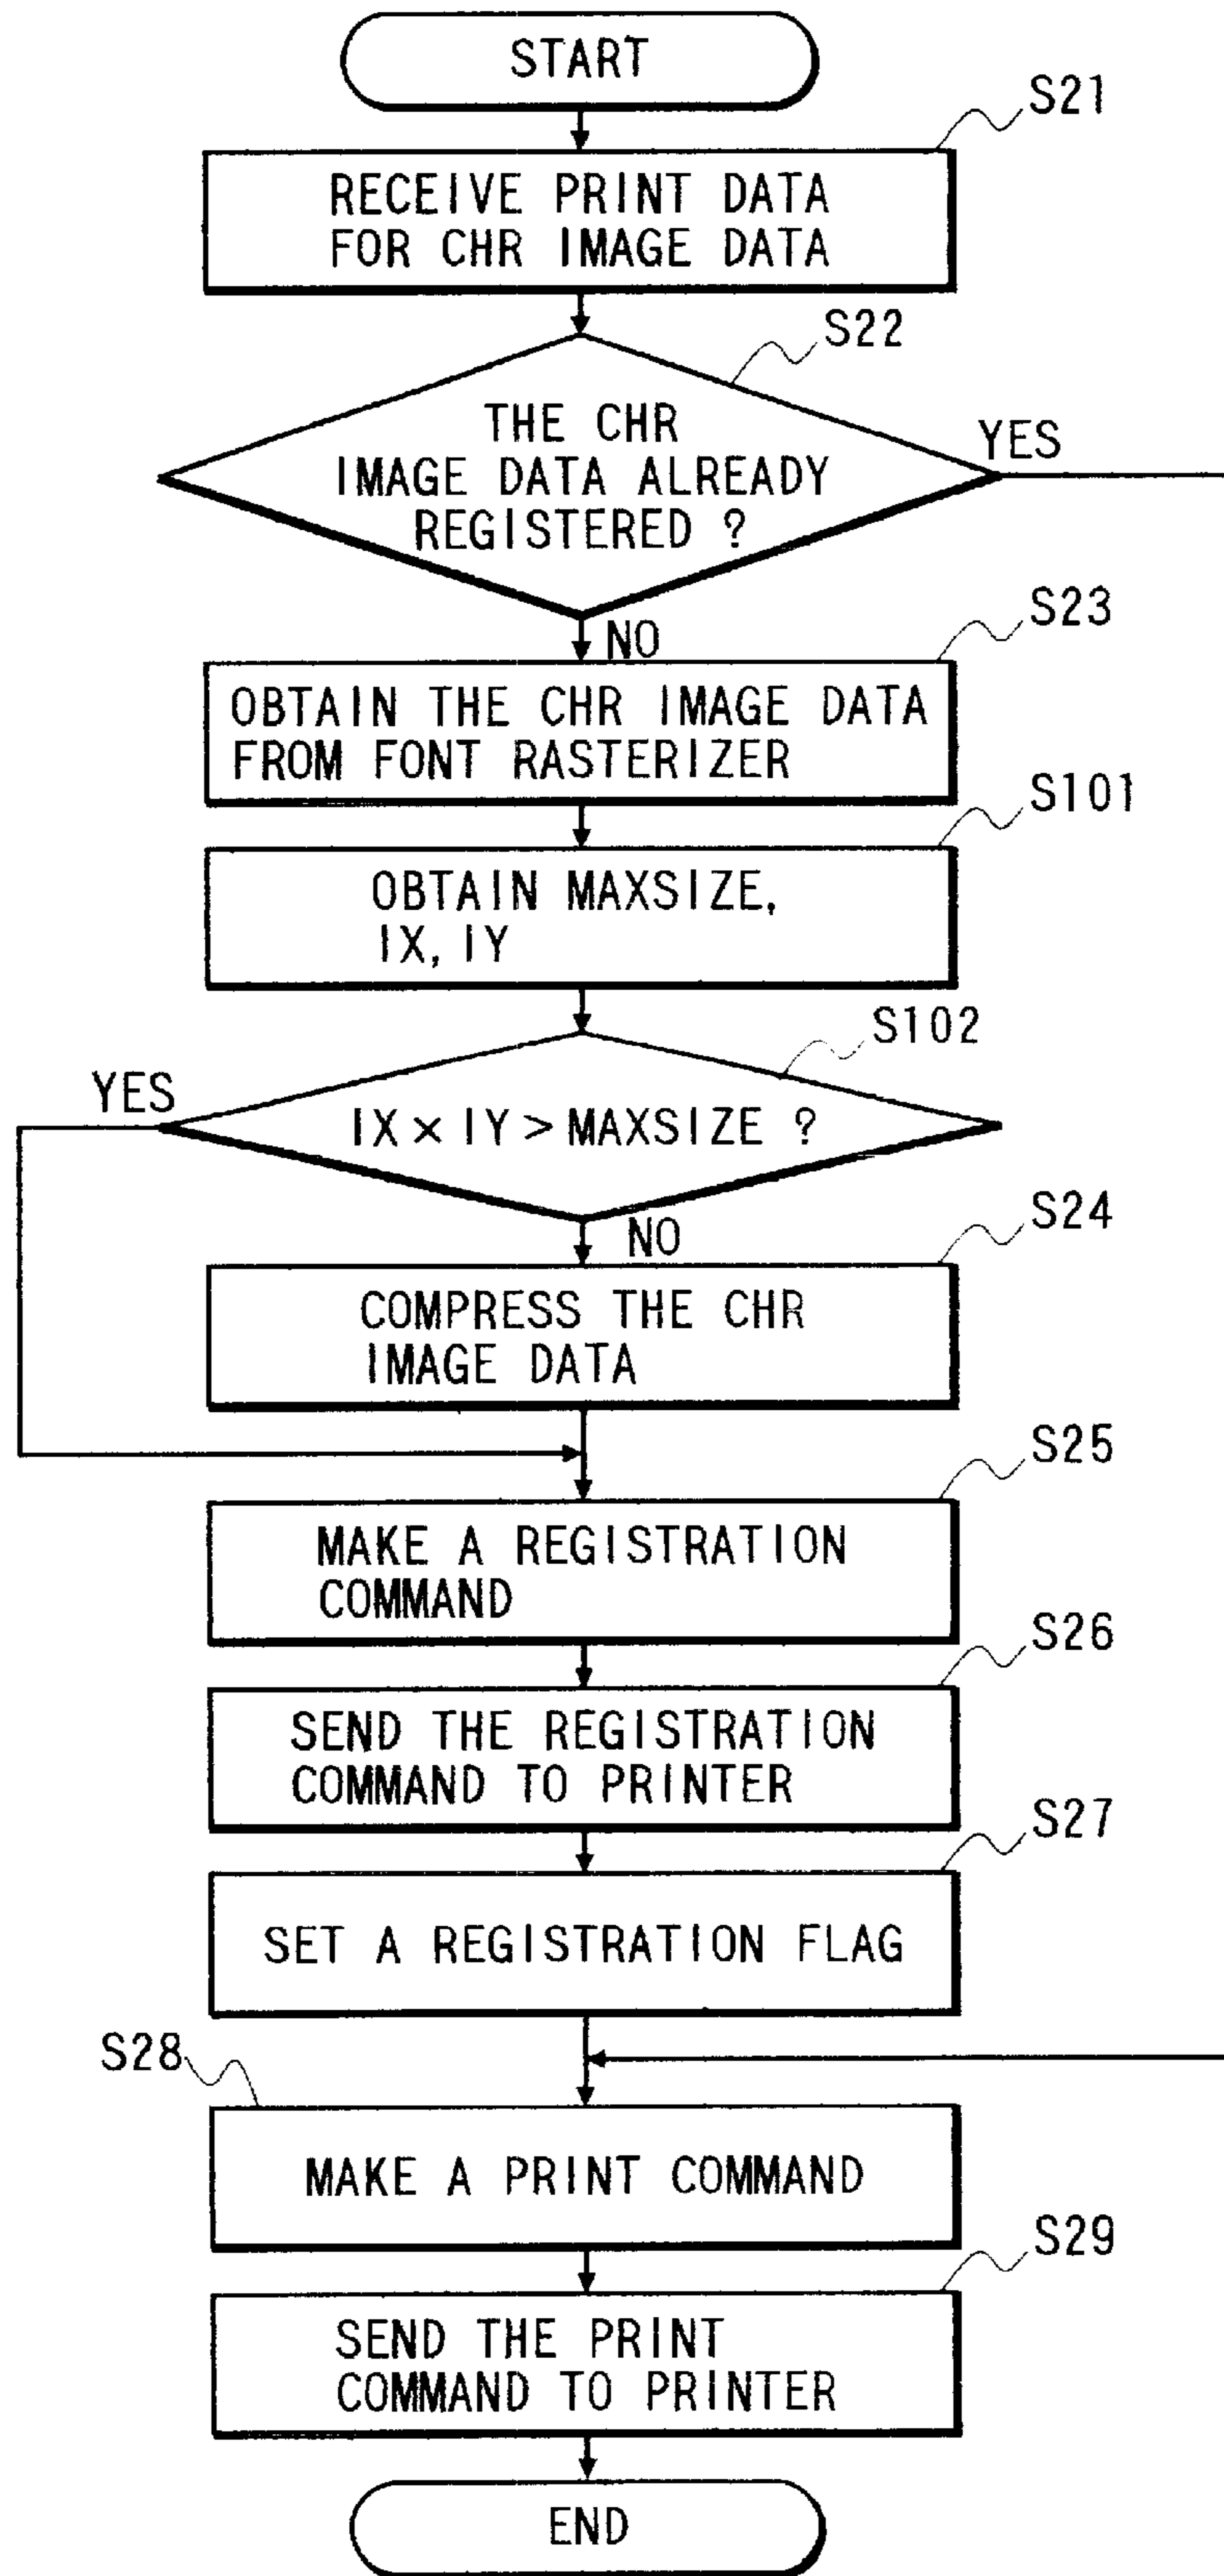 START
S21
RECEIVE PRINT DATA
FOR CHR IMAGE DATA
S22
THE CHR
IMAGE DATA ALREADY
REGISTERED ?
YES
NO
S23
OBTAIN THE CHR IMAGE DATA
FROM FONT RASTERIZER
S101
OBTAIN MAXSIZE,
IX, IY
S102
YES
IX × IY > MAXSIZE ?
NO
S24
COMPRESS THE CHR
IMAGE DATA
S25
MAKE A REGISTRATION
COMMAND
S26
SEND THE REGISTRATION
COMMAND TO PRINTER
S27
SET A REGISTRATION FLAG
S28
MAKE A PRINT COMMAND
S29
SEND THE PRINT
COMMAND TO PRINTER
END